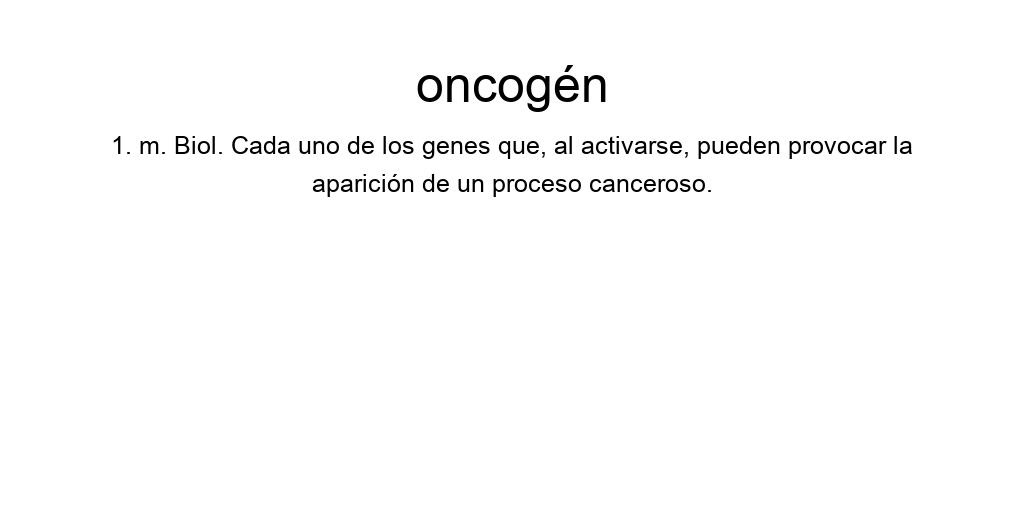 oncogén
1. m. Biol. Cada uno de los genes que, al activarse, pueden provocar la
aparición de un proceso canceroso.